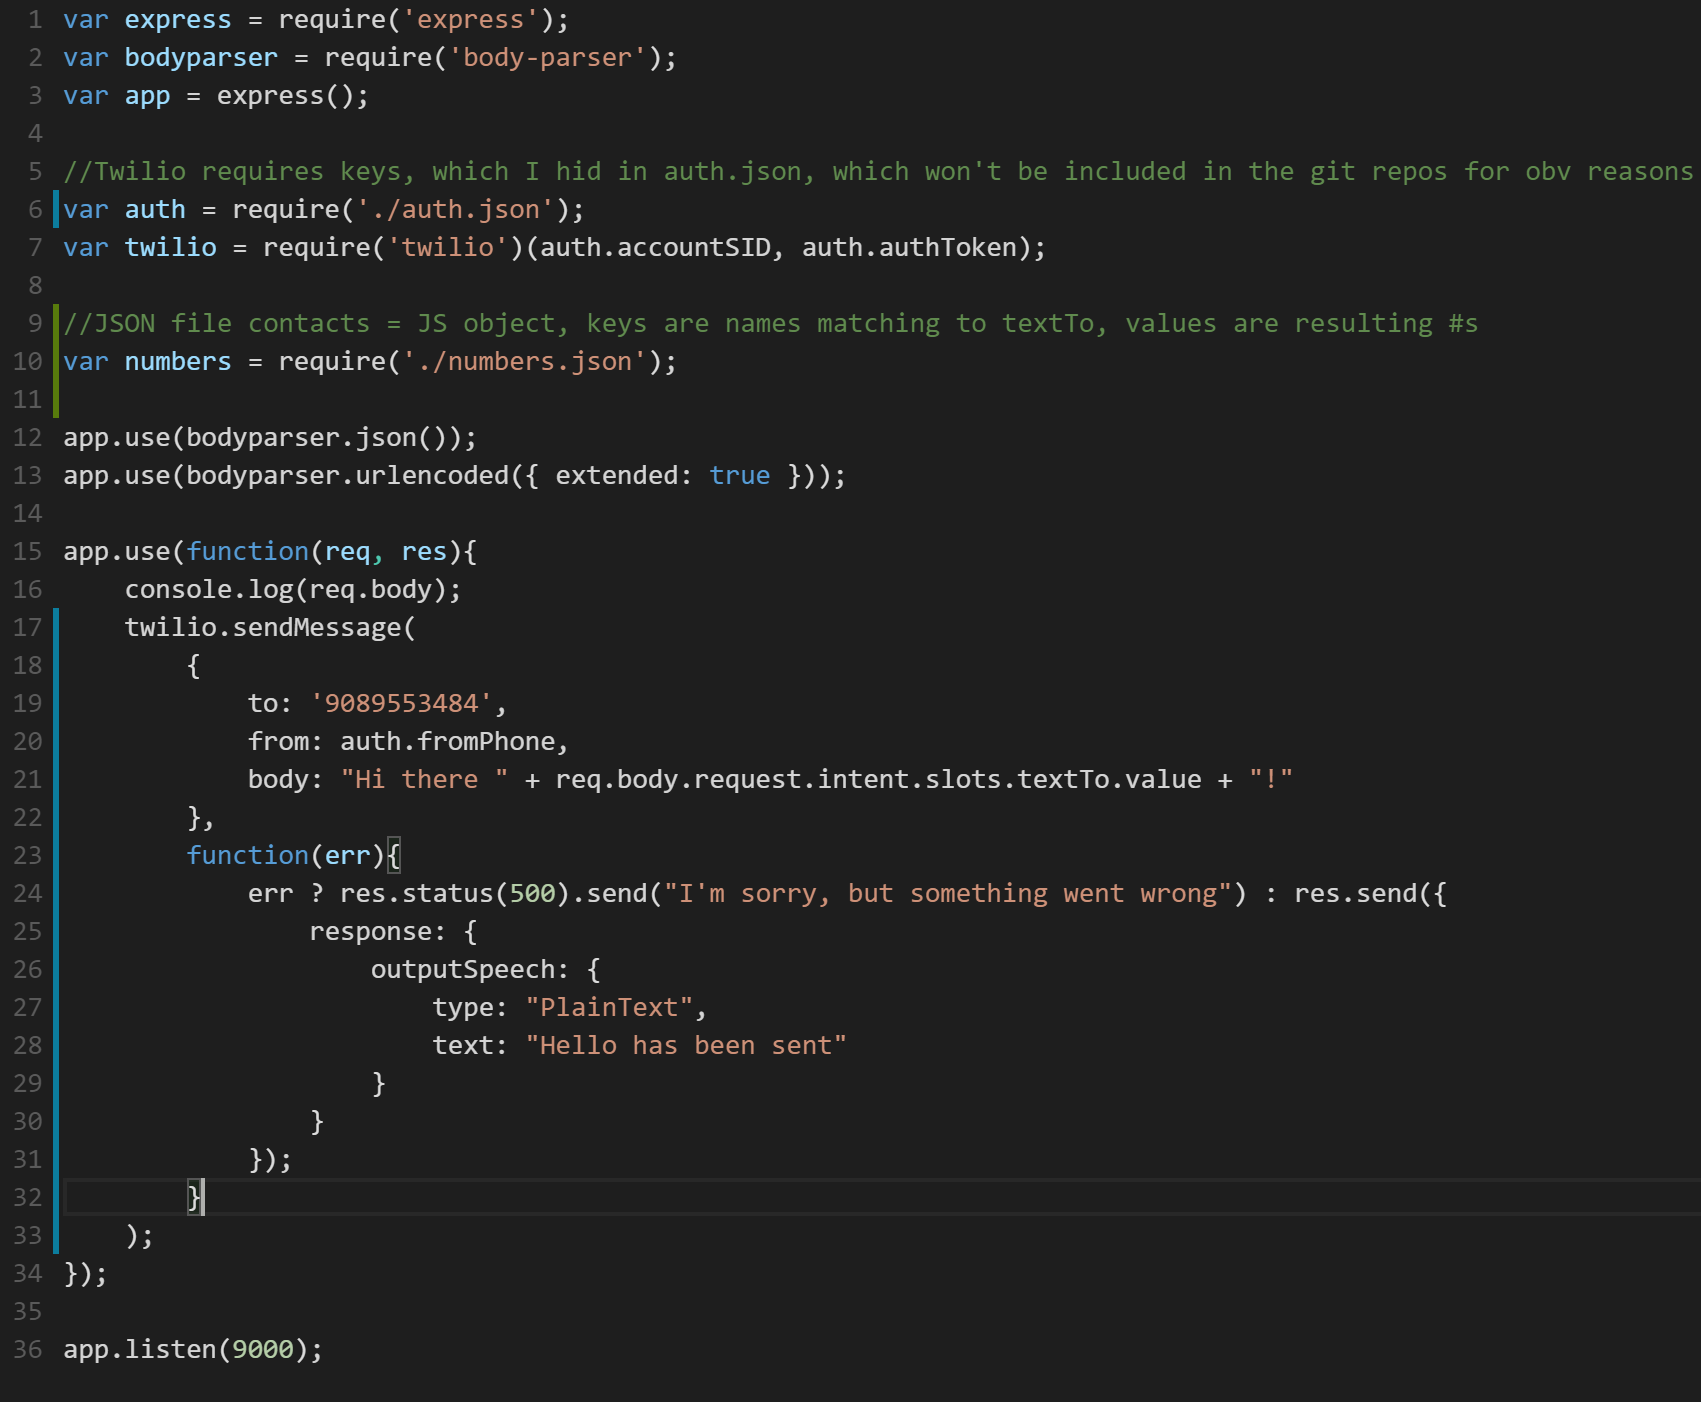 1 var express = require('express');
2 var bodyparser = require('body-parser');
3 var app = express();
4
5 //Twilio requires keys, which I hid in auth.json, which won't be included in the git repos for obv reasons
6 var auth = require('./auth.json');
7 var twilio = require('twilio')(auth.accountSID, auth.authToken);
8
9 //JSON file contacts = JS object, keys are names matching to textTo, values are resulting #s
10 var numbers = require('./numbers.json');
11
12 app.use(bodyparser.json());
13 app.use(bodyparser.urlencoded({ extended: true }));
14
15 app.use(function(req, res){
16     console.log(req.body);
17     twilio.sendMessage(
18         {
19             to: '9089553484',
20             from: auth.fromPhone,
21             body: "Hi there " + req.body.request.intent.slots.textTo.value + "!"
22         },
23         function(err){
24             err ? res.status(500).send("I'm sorry, but something went wrong") : res.send({
25                 response: {
26                     outputSpeech: {
27                         type: "PlainText",
28                         text: "Hello has been sent"
29                     }
30                 }
31             });
32         }
33     );
34 });
35
36 app.listen(9000);